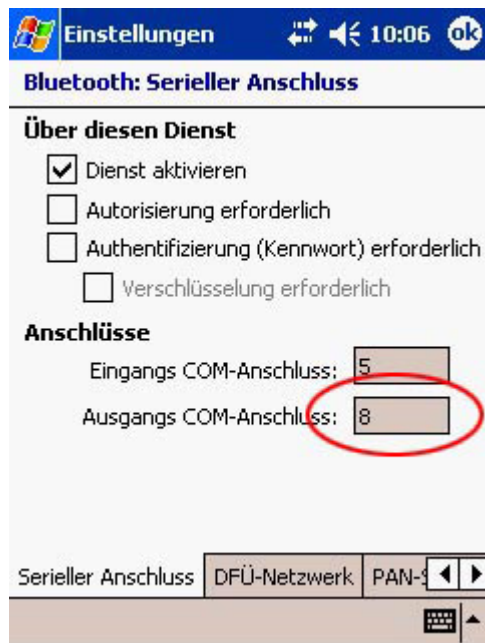 Einstellungen 10:06 ok
Bluetooth: Serieller Anschluss
Über diesen Dienst
Dienst aktivieren
Autorisierung erforderlich
Authentifizierung (Kennwort) erforderlich
Verschlüsselung erforderlich
Anschlüsse
Eingangs COM-Anschluss: 5
Ausgangs COM-Anschluss: 8
Serieller Anschluss DFÜ-Netzwerk PAN-S